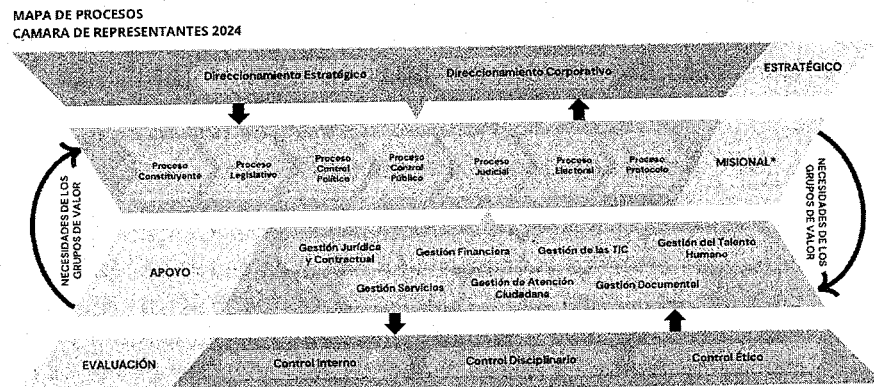 MAPA DE PROCESOS
CAMARA DE REPRESENTANTES 2024
Direccionamiento Estratégico
Direccionamiento Corporativo
ESTRATÉGICO
Proceso
Constituyente
Proceso
Legislativo
Proceso
Control
Político
Proceso
Control
Público
Proceso
Judicial
Proceso
Electoral
Proceso
Protocolo
MISIONAL*
NECESIDADES DE LOS
GRUPOS DE VALOR
NECESIDADES DE LOS
GRUPOS DE VALOR
APOYO
Gestión Jurídica
y Contractual
Gestión Financiera
Gestión de las TIC
Gestión del Talento
Humano
Gestión Servicios
Gestión de Atención
Ciudadana
Gestión Documental
EVALUACIÓN
Control Interno
Control Disciplinario
Control Ético